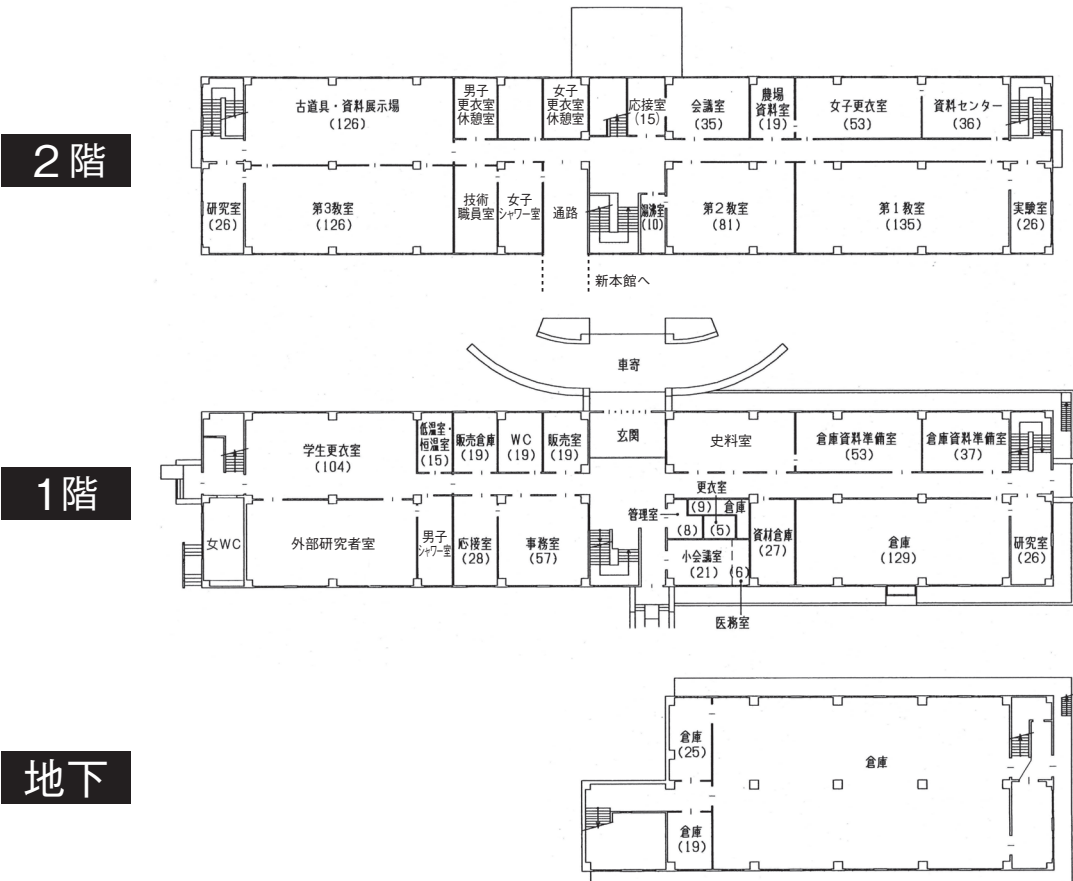 2階
古道具・資料展示場
(126)
男子
更衣室
休憩室
女子
更衣室
休憩室
応接室
(15)
会議室
(35)
農場
資料室
(19)
女子更衣室
(53)
資料センター
(36)
研究室
(26)
第3教室
(126)
技術
職員室
女子
シャワー室
通路
湯沸室
(10)
第2教室
(81)
第1教室
(135)
実験室
(26)
新本館へ
車寄
1階
学生更衣室
(104)
低温室・
恒温室
(15)
販売倉庫
(19)
WC
(19)
販売室
(19)
玄関
史料室
倉庫資料準備室
(53)
倉庫資料準備室
(37)
女WC
外部研究者室
男子
シャワー室
応接室
(28)
事務室
(57)
更衣室
管理室
(9)
倉庫
(8)
(5)
小会議室
(21)
(6)
医務室
資材倉庫
(27)
倉庫
(129)
研究室
(26)
地下
倉庫
(25)
倉庫
倉庫
(19)